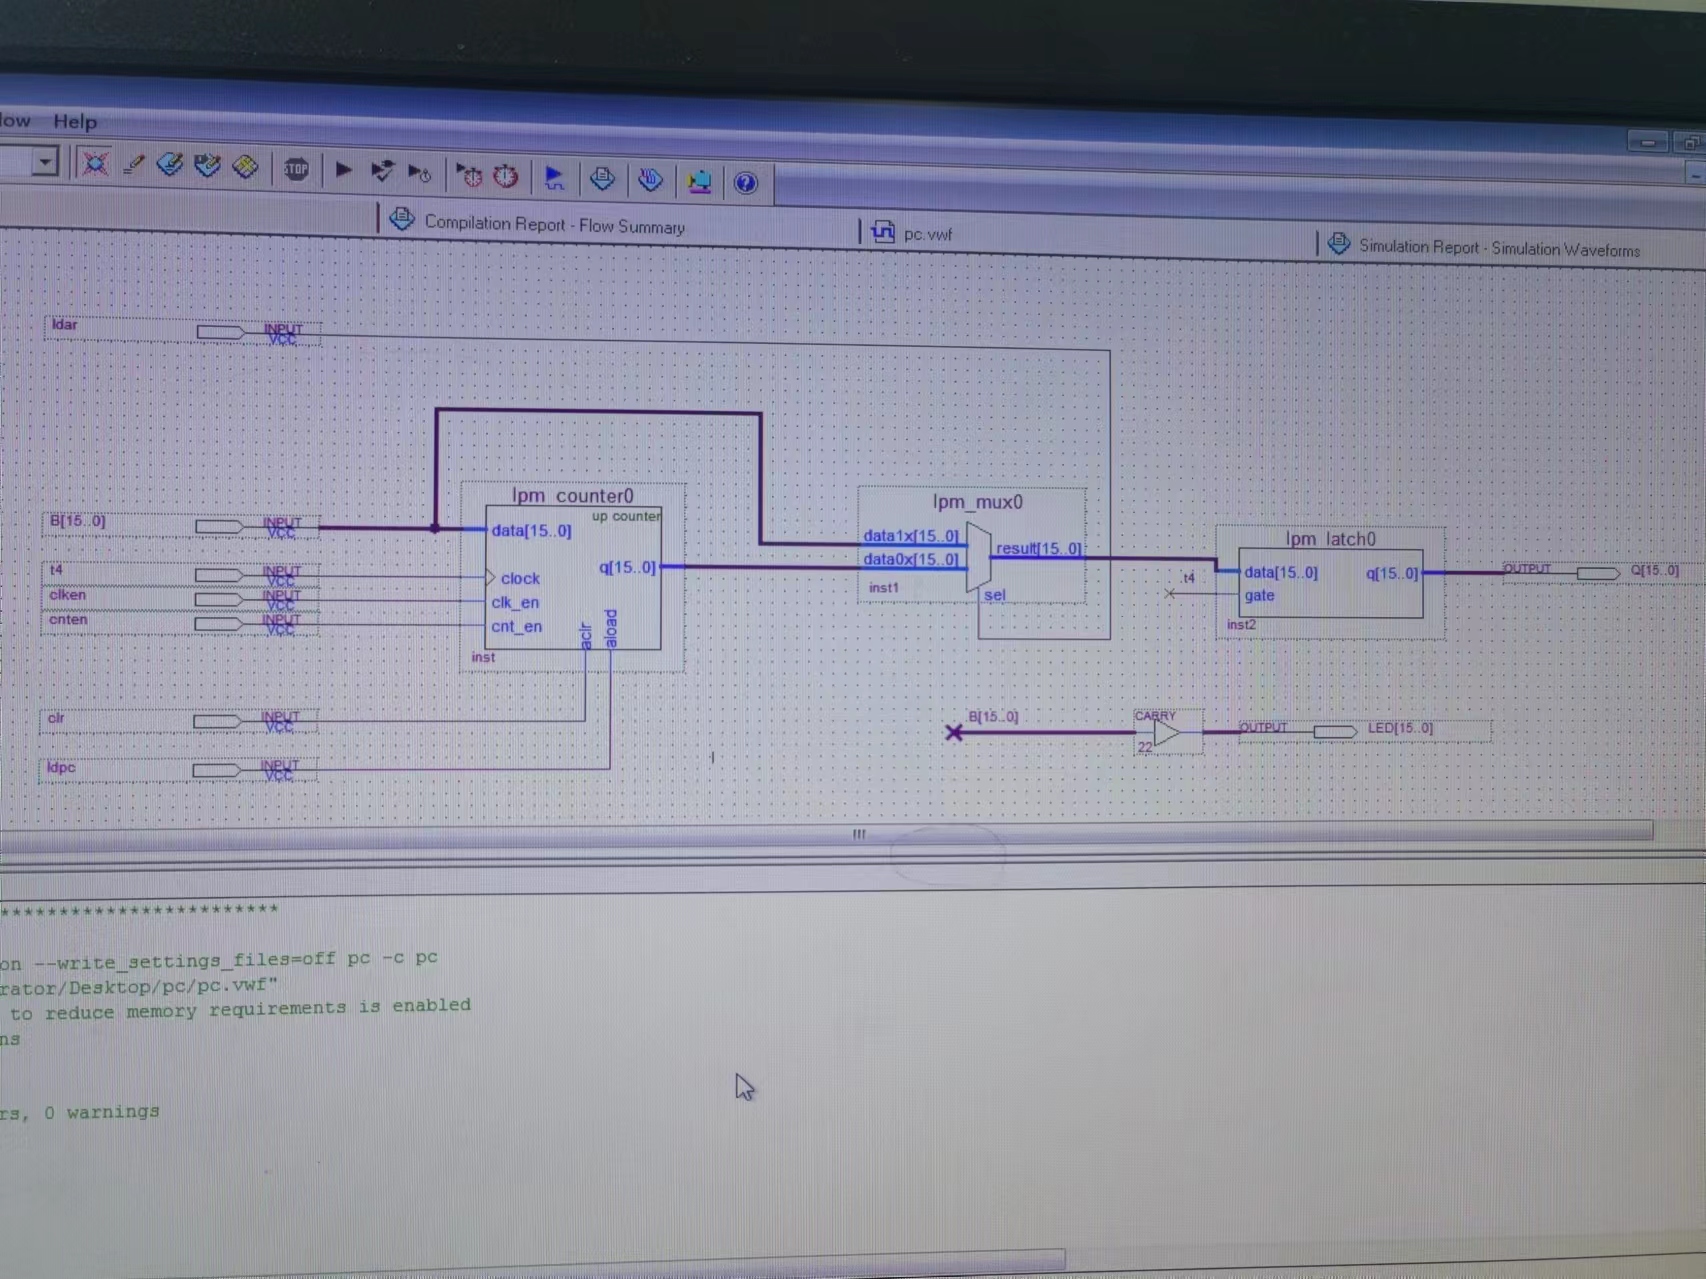 low Help
STOP
Compilation Report - Flow Summary
pc.vwf
Simulation Report - Simulation Waveforms
ldar
INPUT
VCC
lpm_counter0
up counter
B[15..0]
INPUT
VCC
data[15..0]
q[15..0]
t4
INPUT
VCC
clock
clken
INPUT
VCC
clk_en
cnten
INPUT
VCC
cnt_en
aclr
aload
inst
clr
INPUT
VCC
ldpc
INPUT
VCC
lpm_mux0
data1x[15..0]
data0x[15..0]
result[15..0]
inst1
sel
lpm_latch0
t4
data[15..0]
q[15..0]
gate
inst2
OUTPUT
Q[15..0]
B[15..0]
CARRY
22
OUTPUT
LED[15..0]
************************
on --write_settings_files=off pc -c pc
rator/Desktop/pc/pc.vwf"
to reduce memory requirements is enabled
ns
rs, 0 warnings